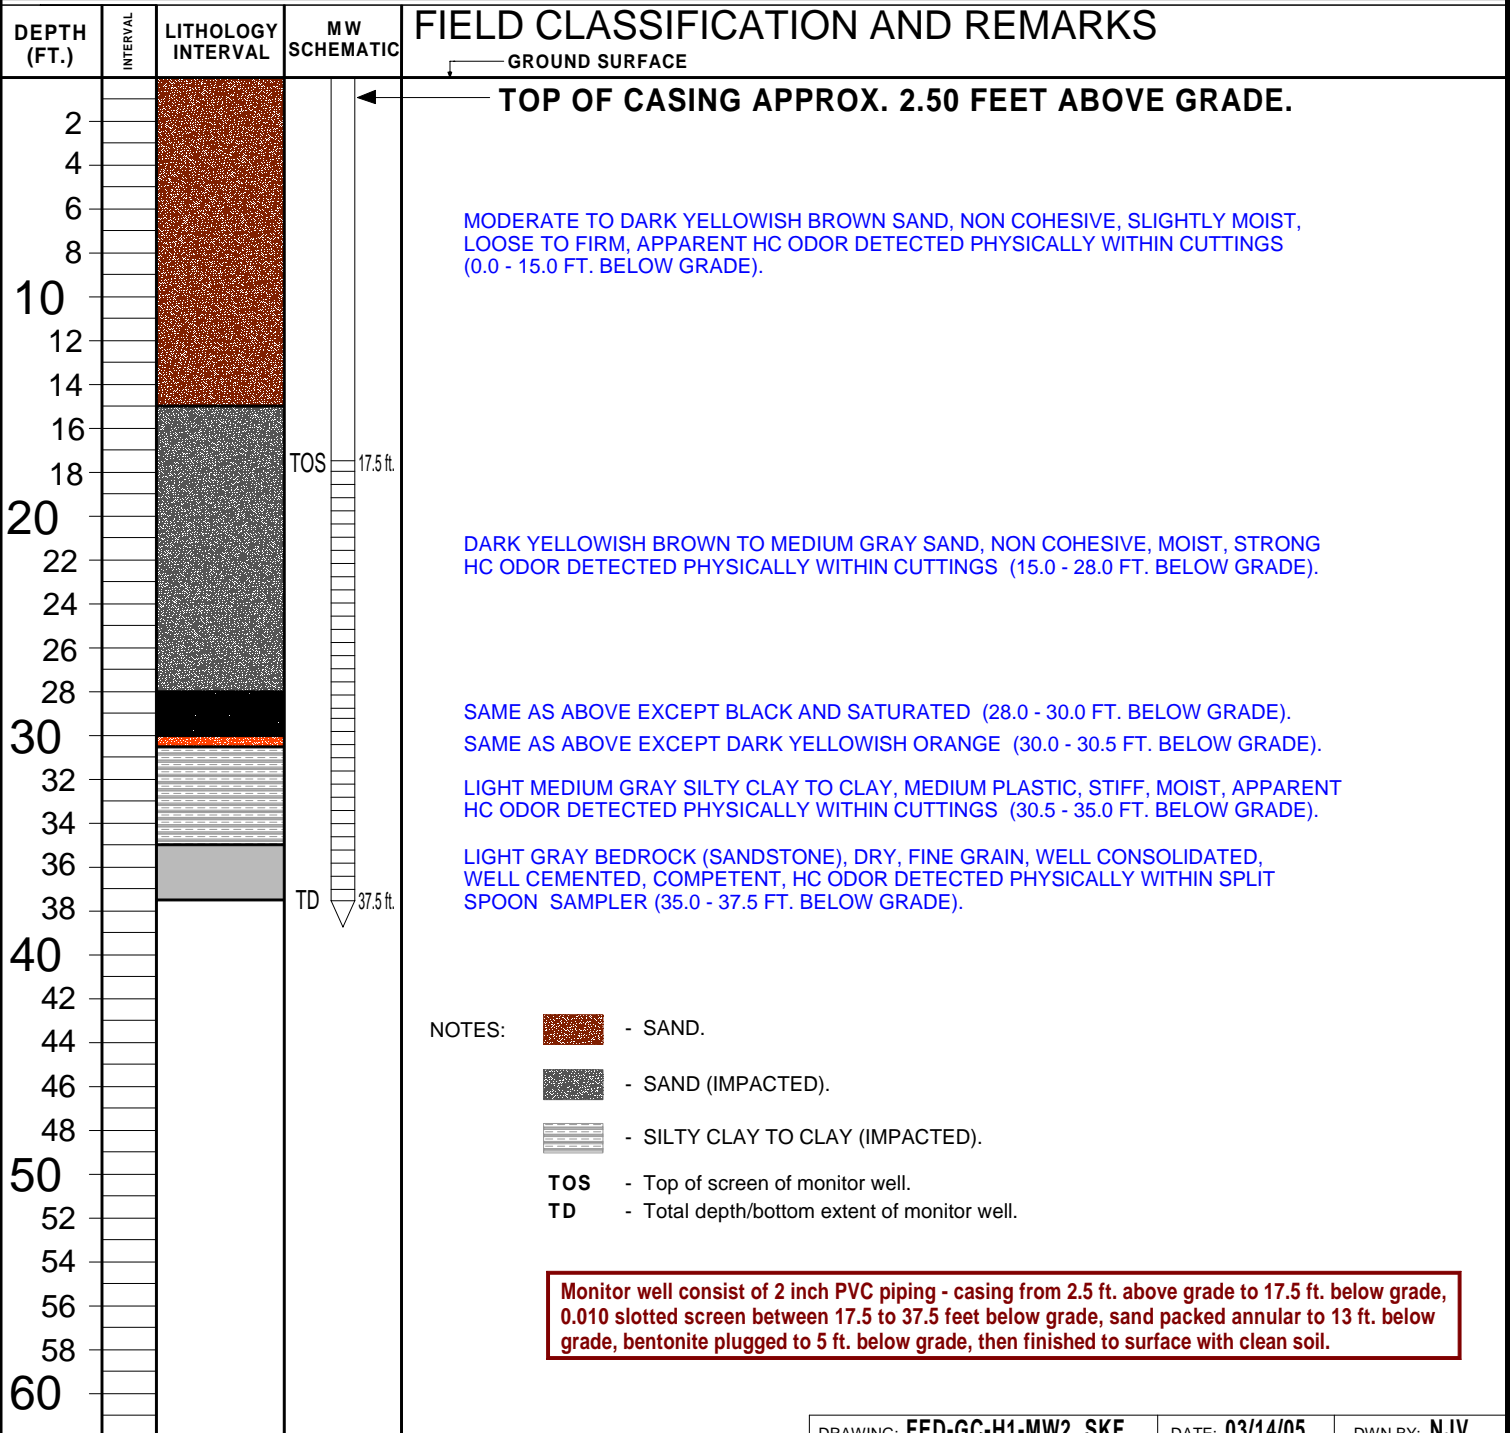 DEPTH
(FT.)
INTERVAL
LITHOLOGY
INTERVAL
MW
SCHEMATIC
FIELD CLASSIFICATION AND REMARKS
GROUND SURFACE
TOP OF CASING APPROX. 2.50 FEET ABOVE GRADE.
2
4
6
8
10
12
14
16
18
20
22
24
26
28
30
32
34
36
38
40
42
44
46
48
50
52
54
56
58
60
TOS 17.5 ft.
TD 37.5 ft.
MODERATE TO DARK YELLOWISH BROWN SAND, NON COHESIVE, SLIGHTLY MOIST,
LOOSE TO FIRM, APPARENT HC ODOR DETECTED PHYSICALLY WITHIN CUTTINGS
(0.0 - 15.0 FT. BELOW GRADE).
DARK YELLOWISH BROWN TO MEDIUM GRAY SAND, NON COHESIVE, MOIST, STRONG
HC ODOR DETECTED PHYSICALLY WITHIN CUTTINGS (15.0 - 28.0 FT. BELOW GRADE).
SAME AS ABOVE EXCEPT BLACK AND SATURATED (28.0 - 30.0 FT. BELOW GRADE).
SAME AS ABOVE EXCEPT DARK YELLOWISH ORANGE (30.0 - 30.5 FT. BELOW GRADE).
LIGHT MEDIUM GRAY SILTY CLAY TO CLAY, MEDIUM PLASTIC, STIFF, MOIST, APPARENT
HC ODOR DETECTED PHYSICALLY WITHIN CUTTINGS (30.5 - 35.0 FT. BELOW GRADE).
LIGHT GRAY BEDROCK (SANDSTONE), DRY, FINE GRAIN, WELL CONSOLIDATED,
WELL CEMENTED, COMPETENT, HC ODOR DETECTED PHYSICALLY WITHIN SPLIT
SPOON SAMPLER (35.0 - 37.5 FT. BELOW GRADE).
NOTES: - SAND.
- SAND (IMPACTED).
- SILTY CLAY TO CLAY (IMPACTED).
TOS - Top of screen of monitor well.
TD - Total depth/bottom extent of monitor well.
Monitor well consist of 2 inch PVC piping - casing from 2.5 ft. above grade to 17.5 ft. below grade,
0.010 slotted screen between 17.5 to 37.5 feet below grade, sand packed annular to 13 ft. below
grade, bentonite plugged to 5 ft. below grade, then finished to surface with clean soil.
DRAWING: FED-GC-H1-MW2 SKF DATE: 03/14/05 DWN BY: NJV